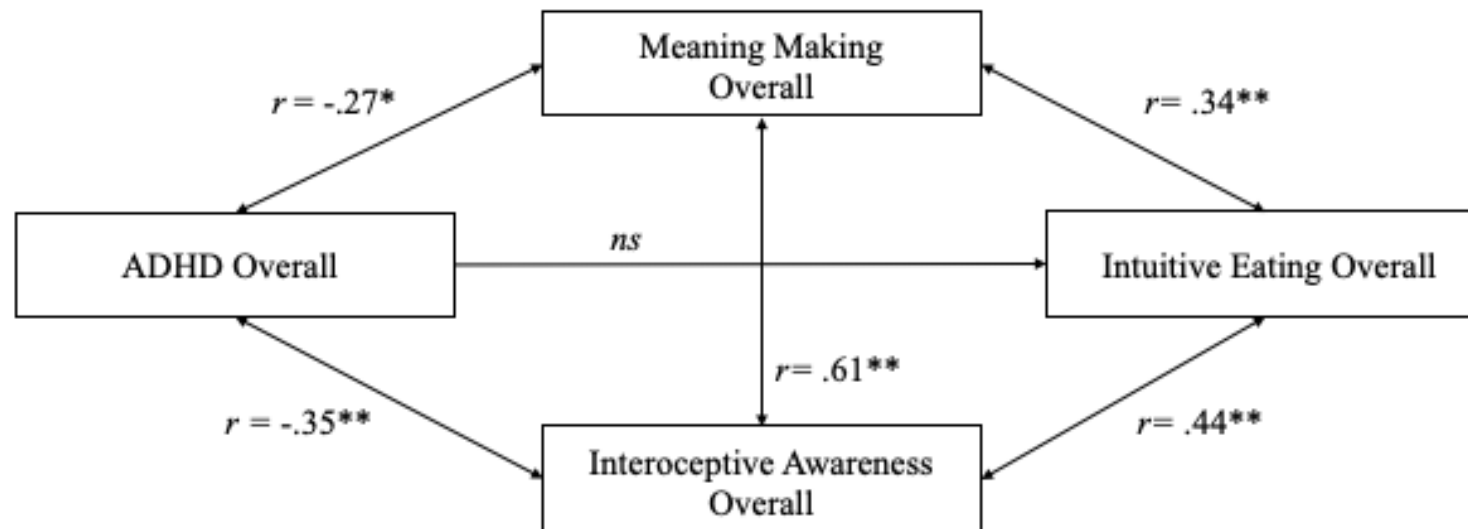 Meaning Making
Overall
r = -.27*
r= .34**
ns
ADHD Overall
Intuitive Eating Overall
r= .61**
r = -.35**
r= .44**
Interoceptive Awareness
Overall